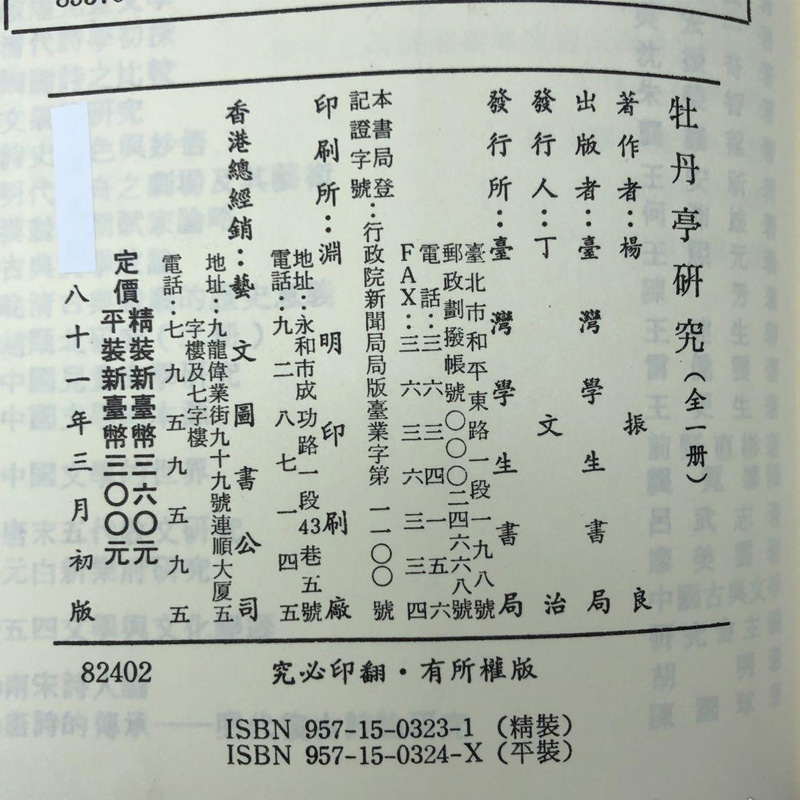 牡丹亭研究（全一册）
著作者：楊振良
出版者：臺灣學生書局
發行人：丁文治
發行所：臺灣學生書局
臺北市和平東路一段一九八號
郵政劃撥帳號〇〇〇二四六六八號
電話：三六三四一五六
FAX：三六三六三三四
本書局登
記證字號：行政院新聞局局版臺業字第一一〇〇號
印刷所：淵明印刷廠
地址：永和市成功路一段43巷五號
電話：九二八七一四五
香港總經銷：藝文圖書公司
地址：九龍偉業街九十九號連順大厦五
字樓及七字樓
電話：七九五九五九五
定價精裝新臺幣二六〇元
平裝新臺幣二〇〇元
八十一年三月初版
82402
究必印翻・有所權版
ISBN 957-15-0323-1（精裝）
ISBN 957-15-0324-X（平裝）